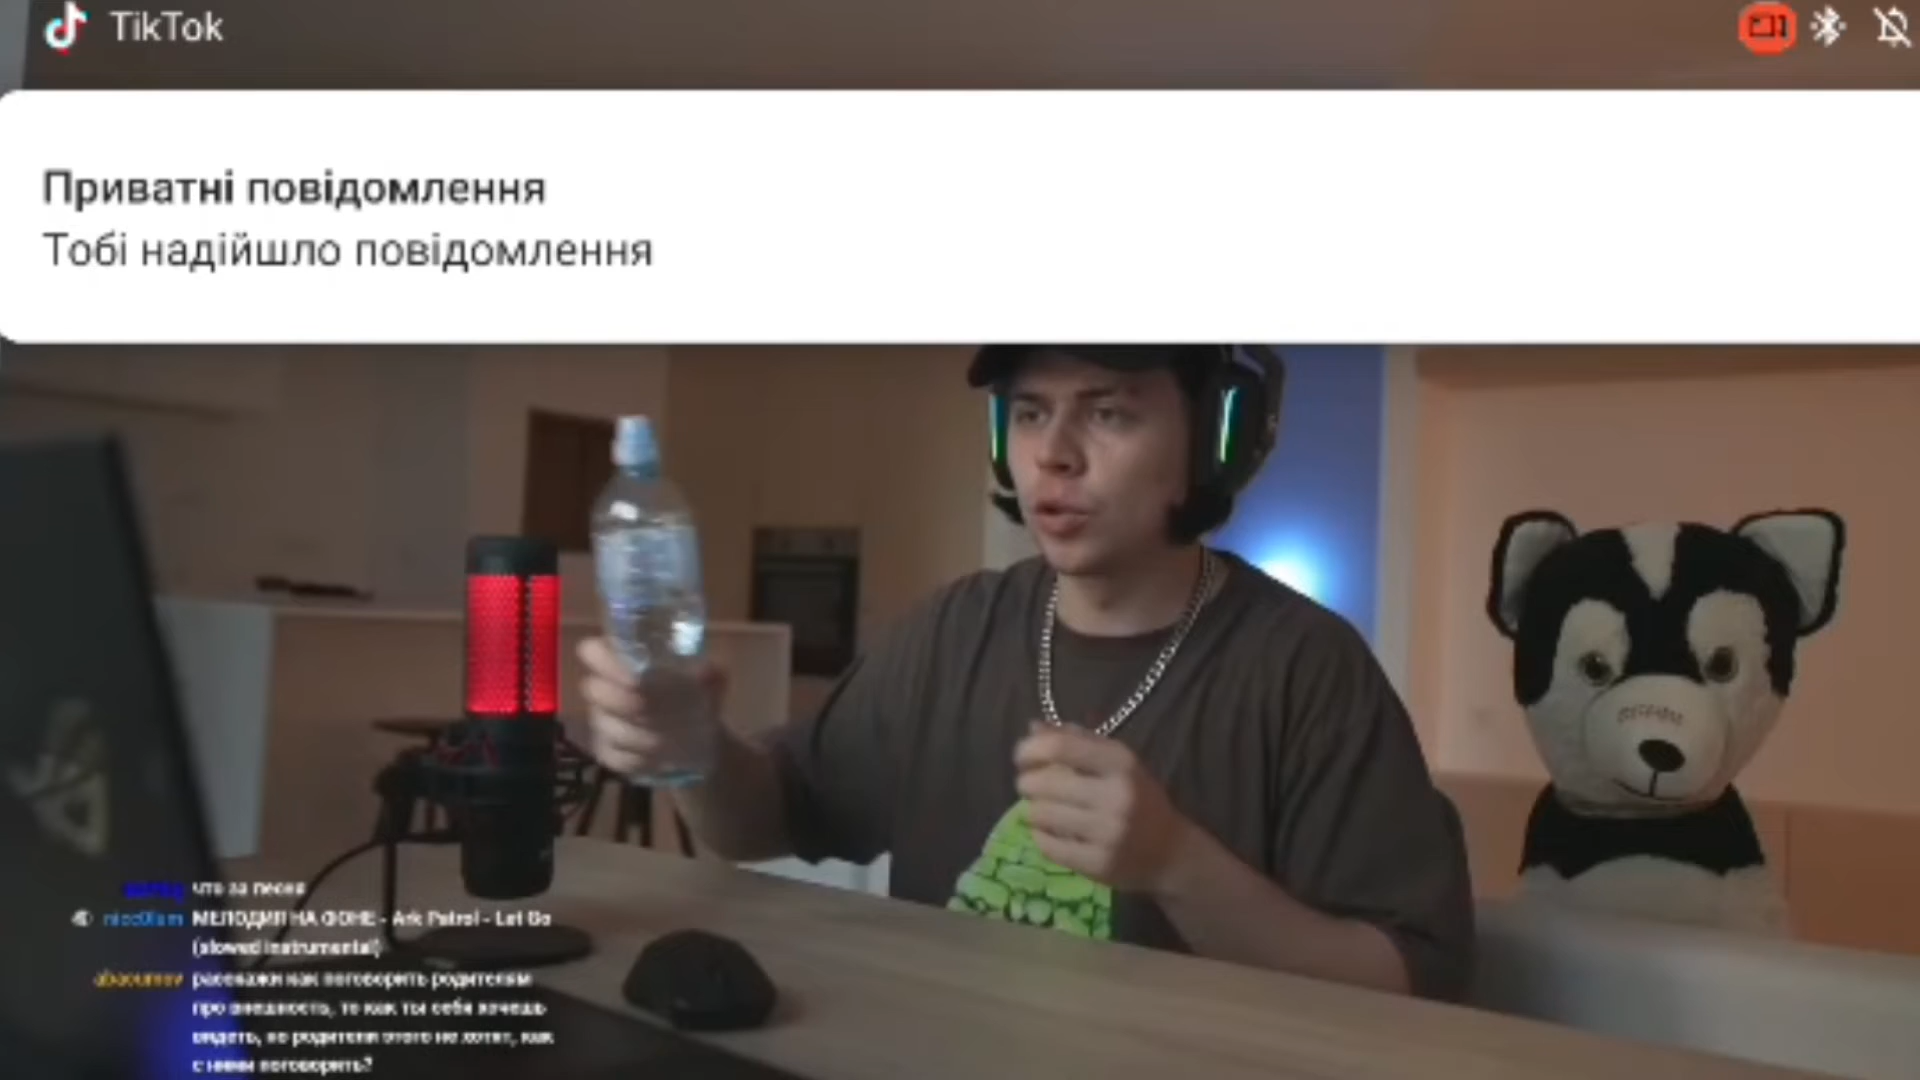 TikTok
Приватні повідомлення
Тобі надійшло повідомлення
что за песня
МЕЛОДИЯ НА ФОНЕ - Ark Patrol - Let Go
(slowed instrumental)
расскажи как поговорить родителям
про внешность, то как ты себя хочешь
видеть, но родители этого не хотят, как
с ними поговорить?